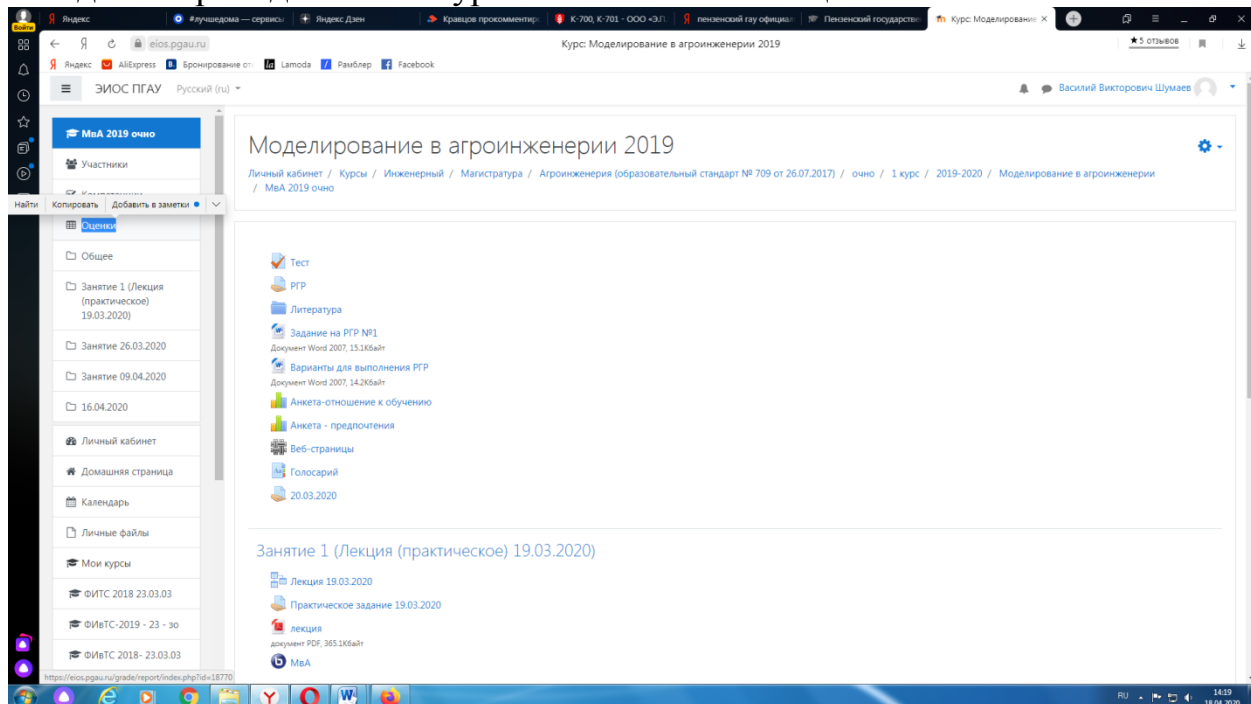 Яндекс
#лучшедома — сервисы
Яндекс Дзен
Кравцов прокомментир
К-700, К-701 - ООО «Э.П.
пензенский гау официал
Пензенский государстве
Курс: Моделирование
Войти
eios.pgau.ru
Курс: Моделирование в агроинженерии 2019
★5 отзывов
Яндекс
AliExpress
Бронирование от
Lamoda
Рамблер
Facebook
ЭИОС ПГАУ
Русский (ru)
Василий Викторович Шумаев
МвА 2019 очно
Участники
Компетенции
Найти
Копировать
Добавить в заметки
Оценки
Общее
Занятие 1 (Лекция
(практическое)
19.03.2020)
Занятие 26.03.2020
Занятие 09.04.2020
16.04.2020
Личный кабинет
Домашняя страница
Календарь
Личные файлы
Мои курсы
ФИТС 2018 23.03.03
ФИвТС-2019 - 23 - зо
ФИвТС 2018- 23.03.03
https://eios.pgau.ru/grade/report/index.php?id=18770
Моделирование в агроинженерии 2019
Личный кабинет / Курсы / Инженерный / Магистратура / Агроинженерия (образовательный стандарт № 709 от 26.07.2017) / очно / 1 курс / 2019-2020 / Моделирование в агроинженерии
/ МвА 2019 очно
Тест
РГР
Литература
Задание на РГР №1
Документ Word 2007, 15.1Кбайт
Варианты для выполнения РГР
Документ Word 2007, 14.2Кбайт
Анкета-отношение к обучению
Анкета - предпочтения
Веб-страницы
Голосарий
20.03.2020
Занятие 1 (Лекция (практическое) 19.03.2020)
Лекция 19.03.2020
Практическое задание 19.03.2020
лекция
документ PDF, 365.1Кбайт
МвА
RU
14:19
18.04.2020